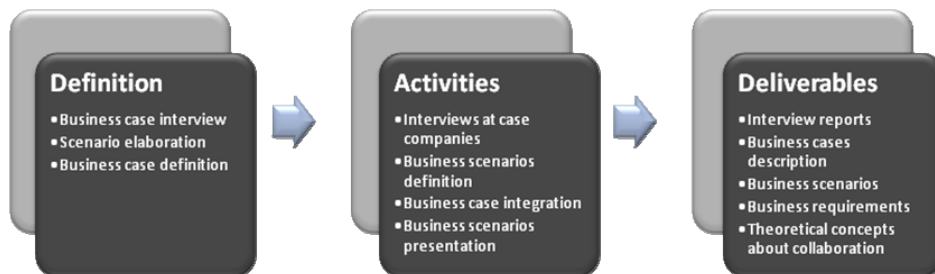 Definition
•Business case interview
•Scenario elaboration
•Business case definition
Activities
•Interviews at case
companies
•Business scenarios
definition
•Business case integration
•Business scenarios
presentation
Deliverables
•Interview reports
•Business cases
description
•Business scenarios
•Business requirements
•Theoretical concepts
about collaboration